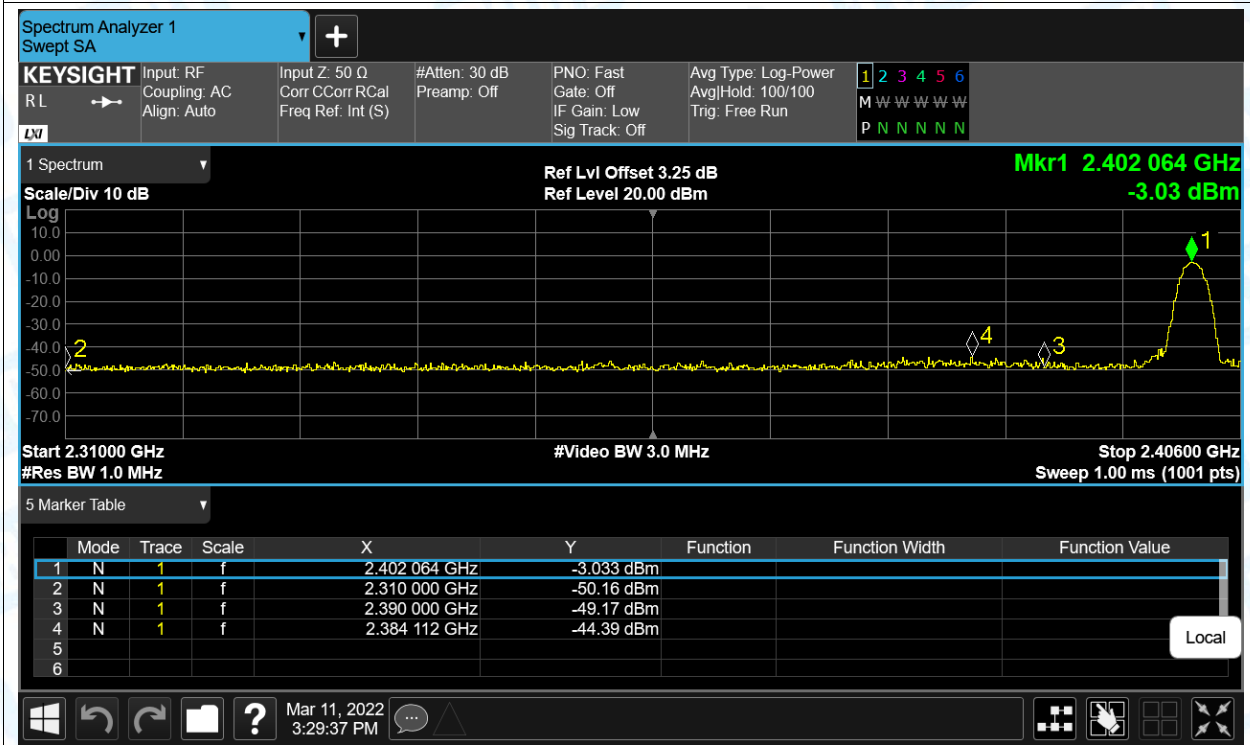 Spectrum Analyzer 1
Swept SA
+
KEYSIGHT
RL
LXI
Input: RF
Coupling: AC
Align: Auto
Input Z: 50 Ω
Corr CCorr RCal
Freq Ref: Int (S)
#Atten: 30 dB
Preamp: Off
PNO: Fast
Gate: Off
IF Gain: Low
Sig Track: Off
Avg Type: Log-Power
Avg|Hold: 100/100
Trig: Free Run
1 2 3 4 5 6
M W W W W W
P N N N N N
1 Spectrum
Scale/Div 10 dB
Ref Lvl Offset 3.25 dB
Ref Level 20.00 dBm
Mkr1 2.402 064 GHz
-3.03 dBm
Log
10.0
0.00
-10.0
-20.0
-30.0
-40.0
-50.0
-60.0
-70.0
1
2
4
3
Start 2.31000 GHz
#Res BW 1.0 MHz
#Video BW 3.0 MHz
Stop 2.40600 GHz
Sweep 1.00 ms (1001 pts)
5 Marker Table
Mode Trace Scale X Y Function Function Width Function Value
1 N 1 f 2.402 064 GHz -3.033 dBm
2 N 1 f 2.310 000 GHz -50.16 dBm
3 N 1 f 2.390 000 GHz -49.17 dBm
4 N 1 f 2.384 112 GHz -44.39 dBm
5
6
Local
?
Mar 11, 2022
3:29:37 PM